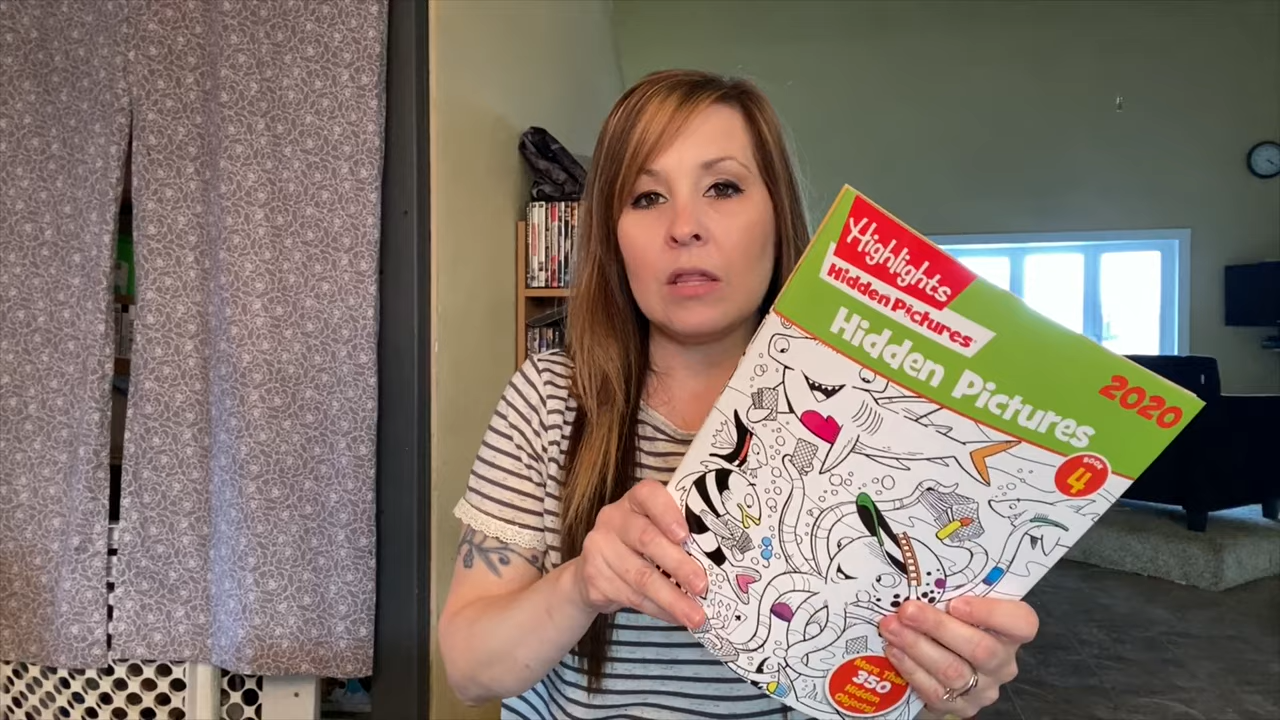 Highlights
Hidden Pictures®
Hidden Pictures
2020
BOOK
4
More Than
350
Hidden
Objects!